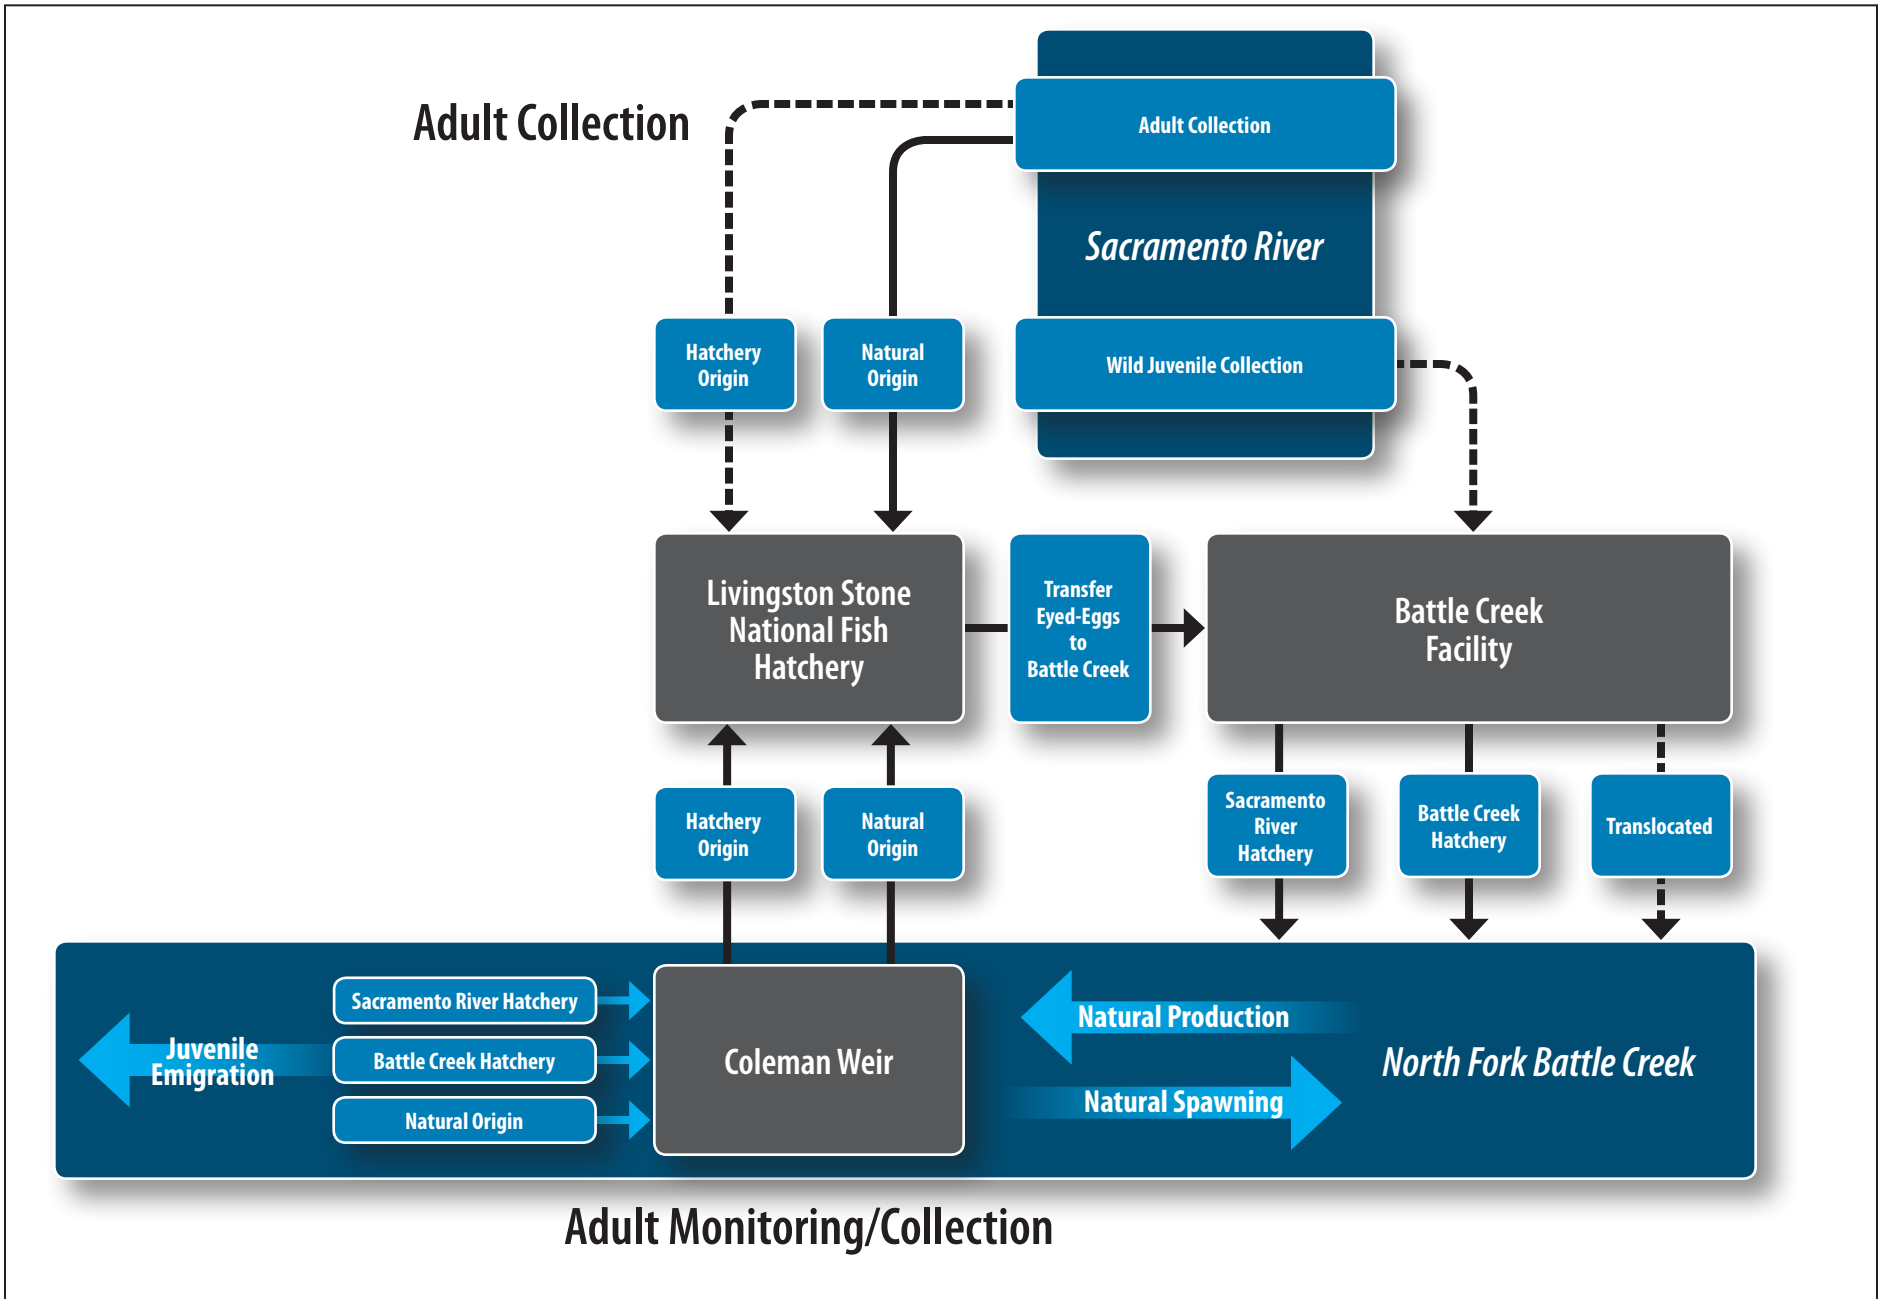 Adult Collection
Adult Collection
Sacramento River
Hatchery
Origin
Natural
Origin
Wild Juvenile Collection
Livingston Stone
National Fish
Hatchery
Transfer
Eyed-Eggs
to
Battle Creek
Battle Creek
Facility
Hatchery
Origin
Natural
Origin
Sacramento
River
Hatchery
Battle Creek
Hatchery
Translocated
Juvenile
Emigration
Sacramento River Hatchery
Battle Creek Hatchery
Natural Origin
Coleman Weir
Natural Production
Natural Spawning
North Fork Battle Creek
Adult Monitoring/Collection